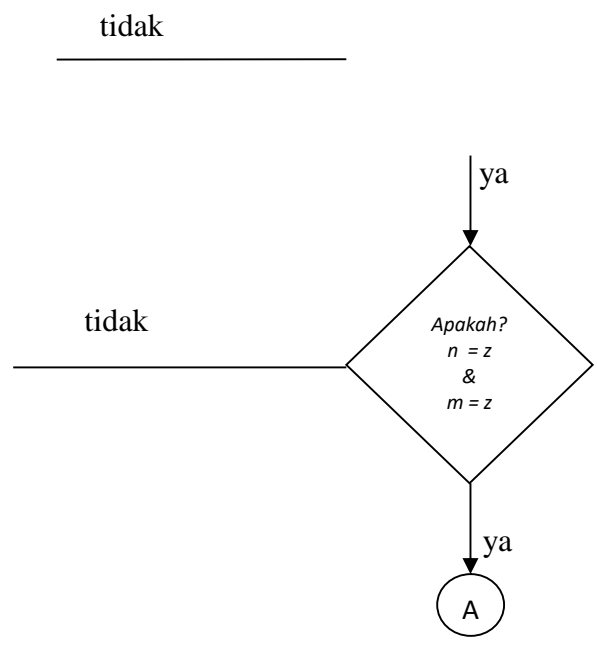 tidak
ya
tidak
Apakah?
n = z
&
m = z
ya
A